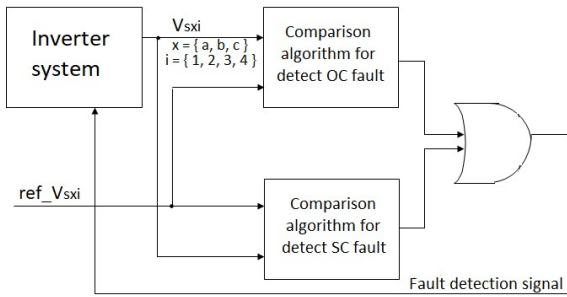 Inverter
system
Vsxi
x = { a, b, c }
i = { 1, 2, 3, 4 }
Comparison
algorithm for
detect OC fault
ref_Vsxi
Comparison
algorithm for
detect SC fault
Fault detection signal